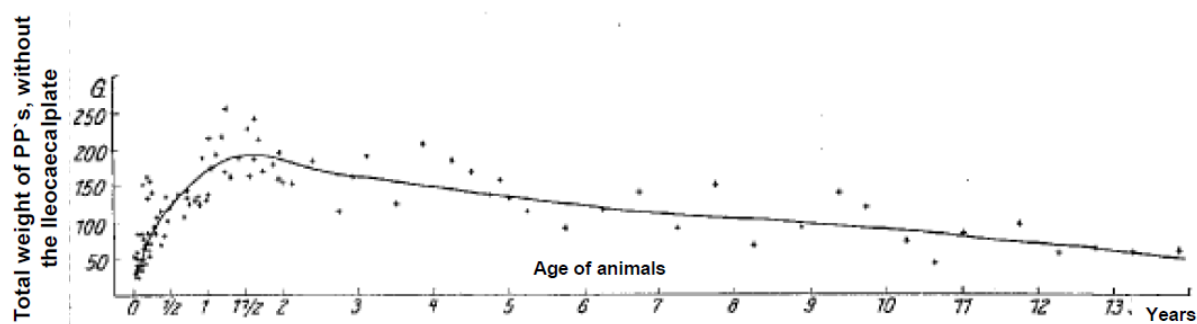 Total weight of PP`s, without
the Ileocaecalplate
G.
250
200
150
100
50
Age of animals
0 1/2 1 1 1/2 2 3 4 5 6 7 8 9 10 11 12 13 Years